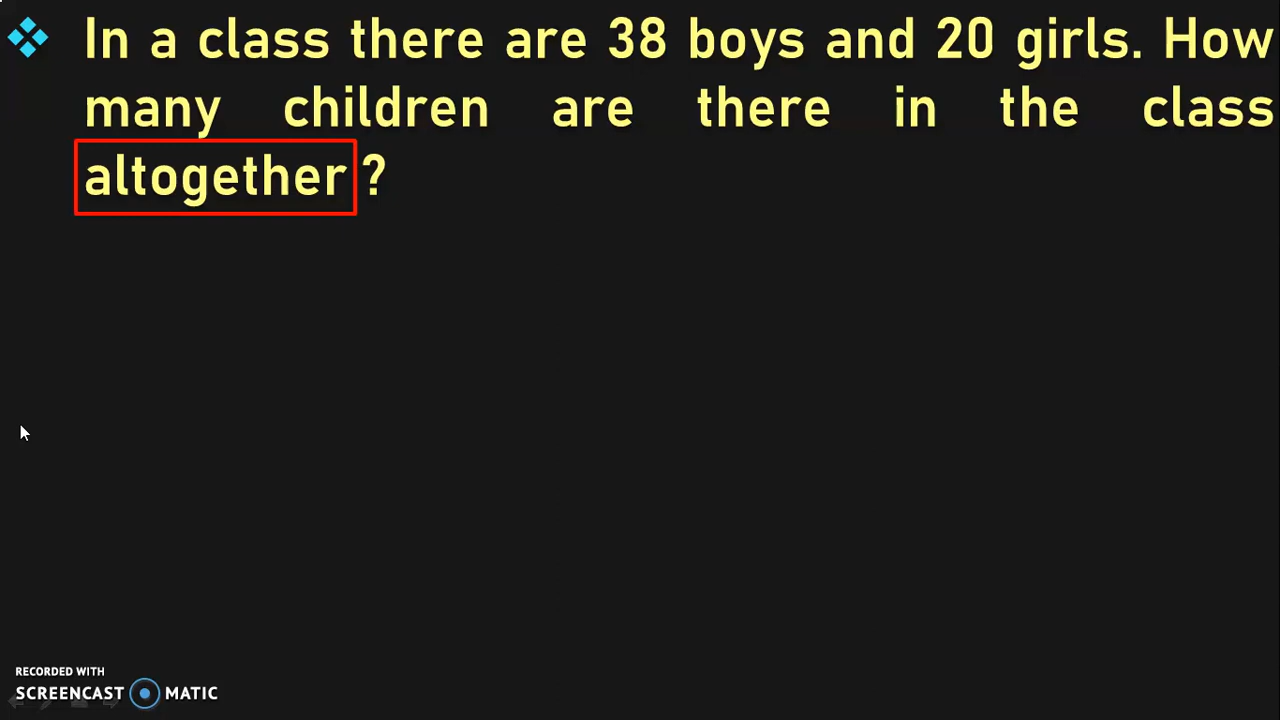 In a class there are 38 boys and 20 girls. How
many children are there in the class
altogether ?
RECORDED WITH
SCREENCAST MATIC